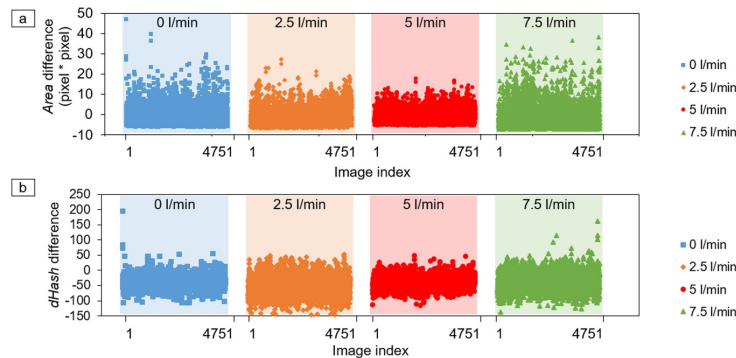 a
50
40
30
20
10
0
-10
Area difference
(pixel * pixel)
0 l/min
2.5 l/min
5 l/min
7.5 l/min
1 4751 1 4751 1 4751 1 4751
Image index
0 l/min
2.5 l/min
5 l/min
7.5 l/min
b
250
200
150
100
50
0
-50
-100
-150
dHash difference
0 l/min
2.5 l/min
5 l/min
7.5 l/min
1 4751 1 4751 1 4751 1 4751
Image index
0 l/min
2.5 l/min
5 l/min
7.5 l/min